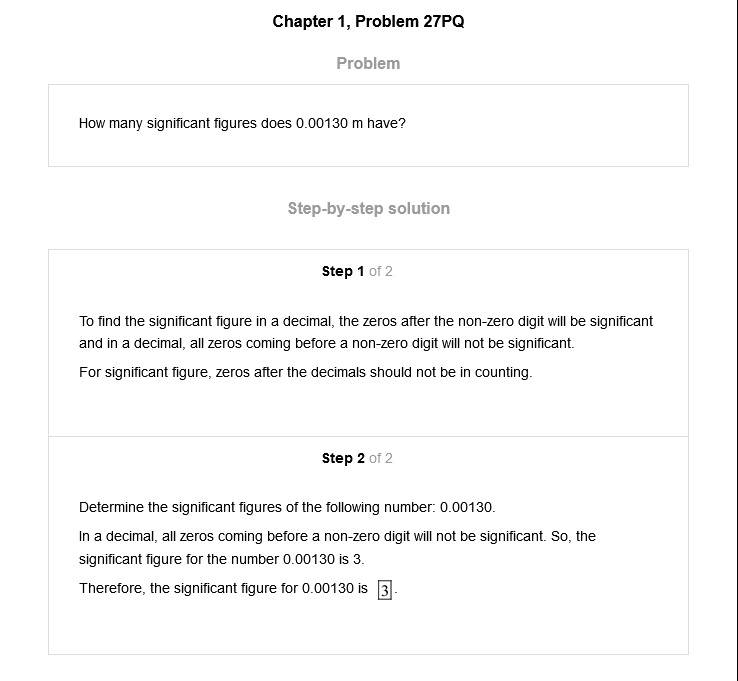 Chapter 1, Problem 27PQ
Problem
How many significant figures does 0.00130 m have?
Step-by-step solution
Step 1 of 2
To find the significant figure in a decimal, the zeros after the non-zero digit will be significant
and in a decimal, all zeros coming before a non-zero digit will not be significant.
For significant figure, zeros after the decimals should not be in counting.
Step 2 of 2
Determine the significant figures of the following number: 0.00130.
In a decimal, all zeros coming before a non-zero digit will not be significant. So, the
significant figure for the number 0.00130 is 3.
Therefore, the significant figure for 0.00130 is 3.